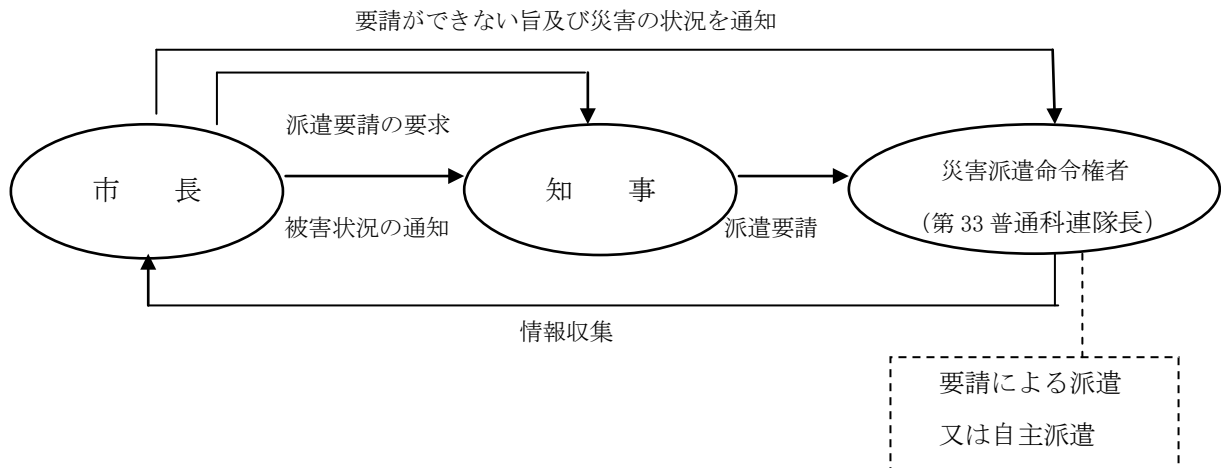 要請ができない旨及び災害の状況を通知
派遣要請の要求
市　　長
知　　事
災害派遣命令権者
（第 33 普通科連隊長）
被害状況の通知
派遣要請
情報収集
要請による派遣
又は自主派遣